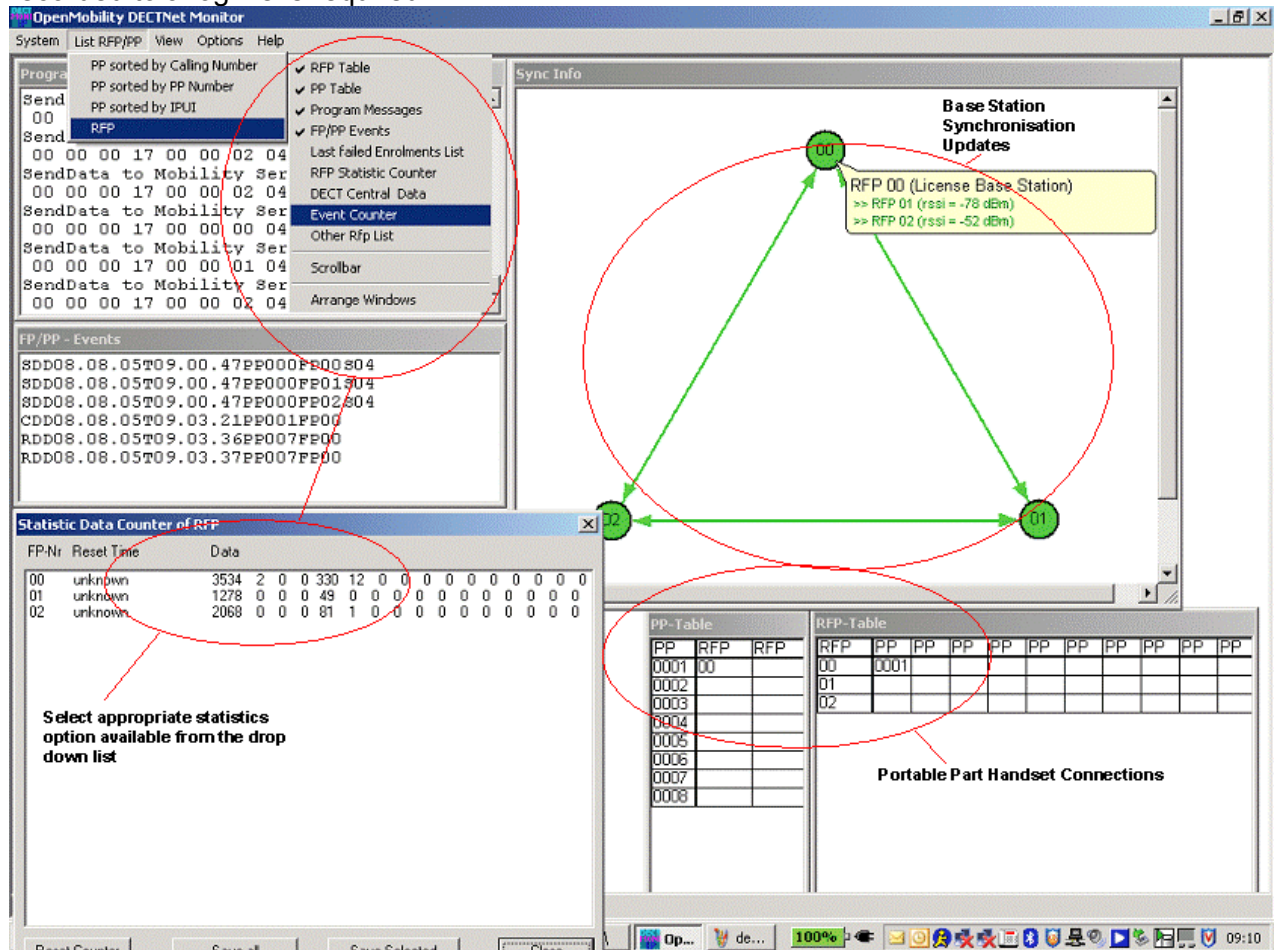 OpenMobility DECTNet Monitor
System List RFP/PP View Options Help
PP sorted by Calling Number
PP sorted by PP Number
PP sorted by IPUI
RFP
RFP Table
PP Table
Program Messages
FP/PP Events
Last failed Enrolments List
RFP Statistic Counter
DECT Central Data
Event Counter
Other Rfp List
Scrollbar
Arrange Windows
Send
00
Send
00 00 00 17 00 00 02 04
SendData to Mobility Ser
00 00 00 17 00 00 02 04
SendData to Mobility Ser
00 00 00 17 00 00 00 04
SendData to Mobility Ser
00 00 00 17 00 00 01 04
SendData to Mobility Ser
00 00 00 17 00 00 02 04
Sync Info
Base Station
Synchronisation
Updates
00
RFP 00 (License Base Station)
>> RFP 01 (rssi = -78 dBm)
>> RFP 02 (rssi = -52 dBm)
02
01
FP/PP - Events
SDD08.08.05T09.00.47PP000FP00S04
SDD08.08.05T09.00.47PP000FP01S04
SDD08.08.05T09.00.47PP000FP02S04
CDD08.08.05T09.03.21PP001FP00
RDD08.08.05T09.03.36PP007FP00
RDD08.08.05T09.03.37PP007FP00
Statistic Data Counter of RFP
FP-Nr Reset Time Data
00 unknown 3534 2 0 0 330 12 0 0 0 0 0 0 0 0 0 0
01 unknown 1278 0 0 0 49 0 0 0 0 0 0 0 0 0 0 0
02 unknown 2068 0 0 0 81 1 0 0 0 0 0 0 0 0 0 0
Select appropriate statistics
option available from the drop
down list
PP-Table
PP RFP RFP
0001 00
0002
0003
0004
0005
0006
0007
0008
RFP-Table
RFP PP PP PP PP PP PP PP PP PP PP
00 0001
01
02
Portable Part Handset Connections
Reset Counter Save all Save Selected Close
Op... de... 100% 09:10